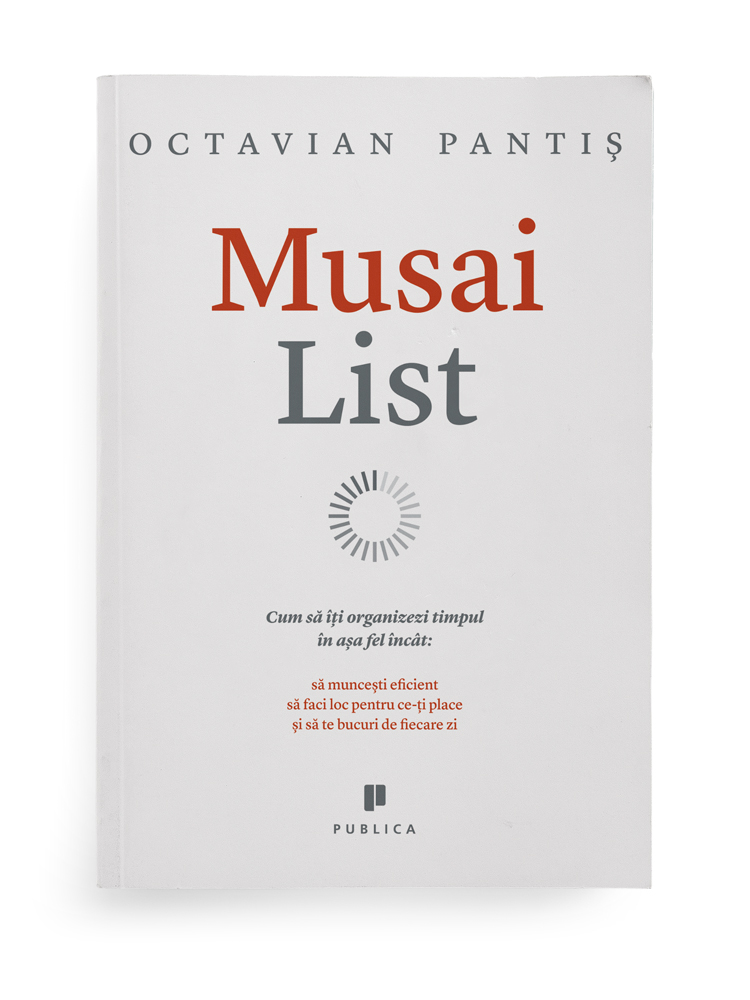 OCTAVIAN PANTIŞ
Musai
List
Cum să îți organizezi timpul
în așa fel încât:
să muncești eficient
să faci loc pentru ce-ți place
și să te bucuri de fiecare zi
PUBLICA